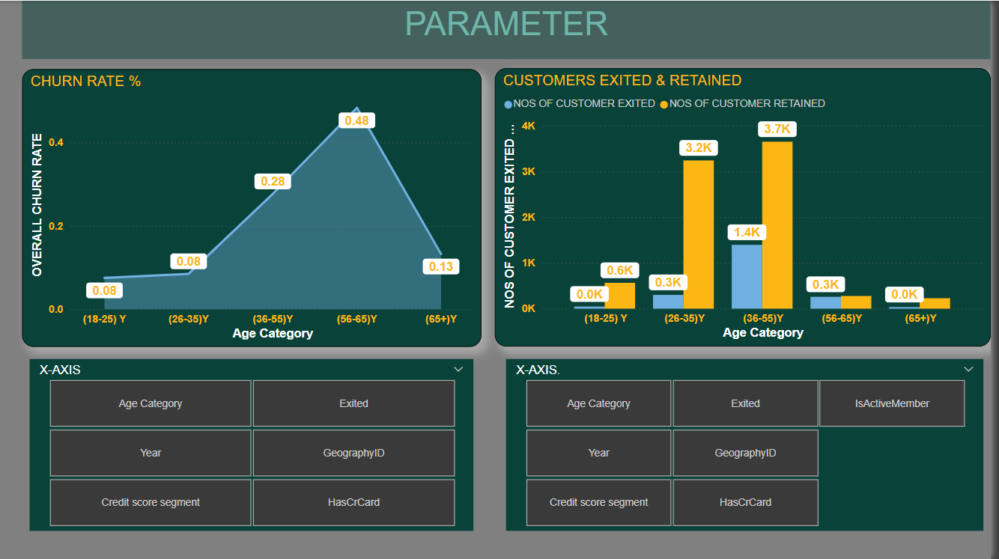 PARAMETER
CHURN RATE %
OVERALL CHURN RATE
0.4
0.2
0.0
0.08
0.08
0.28
0.48
0.13
(18-25) Y
(26-35)Y
(36-55)Y
(56-65)Y
(65+)Y
Age Category
CUSTOMERS EXITED & RETAINED
NOS OF CUSTOMER EXITED
NOS OF CUSTOMER RETAINED
NOS OF CUSTOMER EXITED ...
4K
3K
2K
1K
0K
0.0K
0.6K
0.3K
3.2K
1.4K
3.7K
0.3K
0.0K
(18-25) Y
(26-35)Y
(36-55)Y
(56-65)Y
(65+)Y
Age Category
X-AXIS
Age Category
Exited
Year
GeographyID
Credit score segment
HasCrCard
X-AXIS.
Age Category
Exited
IsActiveMember
Year
GeographyID
Credit score segment
HasCrCard